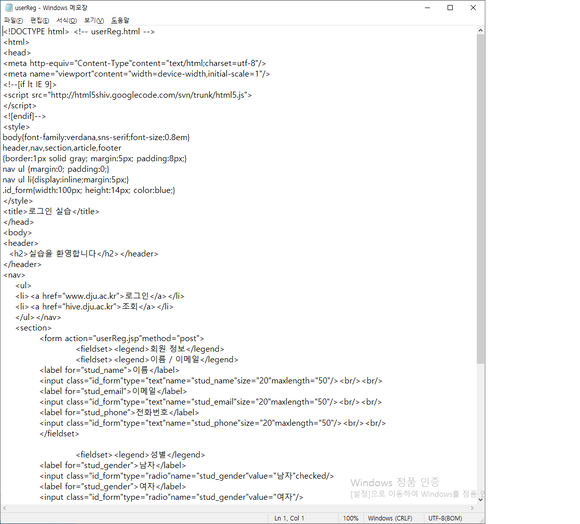 userReg - Windows 메모장
파일(F) 편집(E) 서식(O) 보기(V) 도움말
<!DOCTYPE html> <!-- userReg.html -->
<html>
<head>
<meta http-equiv="Content-Type"content="text/html;charset=utf-8"/>
<meta name="viewport"content="width=device-width,initial-scale=1"/>
<!--[if lt IE 9]>
<script src="http://html5shiv.googlecode.com/svn/trunk/html5.js">
</script>
<![endif]-->
<style>
body{font-family:verdana,sns-serif;font-size:0.8em}
header,nav,section,article,footer
{border:1px solid gray; margin:5px; padding:8px;}
nav ul {margin:0; padding:0;}
nav ul li{display:inline;margin:5px;}
.id_form{width:100px; height:14px; color:blue;}
</style>
<title>로그인 실습</title>
</head>
<body>
<header>
<h2>실습을 환영합니다</h2></header>
</header>
<nav>
<ul>
<li><a href="www.dju.ac.kr">로그인</a></li>
<li><a href="hive.dju.ac.kr">조회</a></li>
</ul></nav>
<section>
<form action="userReg.jsp"method="post">
<fieldset><legend>회원 정보</legend>
<fieldset><legend>이름 / 이메일</legend>
<label for="stud_name">이름</label>
<input class="id_form"type="text"name="stud_name"size="20"maxlength="50"/><br/><br/>
<label for="stud_email">이메일</label>
<input class="id_form"type="text"name="stud_email"size="20"maxlength="50"/><br/><br/>
<label for="stud_phone">전화번호</label>
<input class="id_form"type="text"name="stud_phone"size="20"maxlength="50"/><br/><br/>
</fieldset>
<fieldset><legend>성별</legend>
<label for="stud_gender">남자</label>
<input class="id_form"type="radio"name="stud_gender"value="남자"checked/>
<label for="stud_gender">여자</label>
<input class="id_form"type="radio"name="stud_gender"value="여자"/>
Windows 정품 인증
[설정]으로 이동하여 Windows를 정품 인
Ln 1, Col 1 100% Windows (CRLF) UTF-8(BOM)